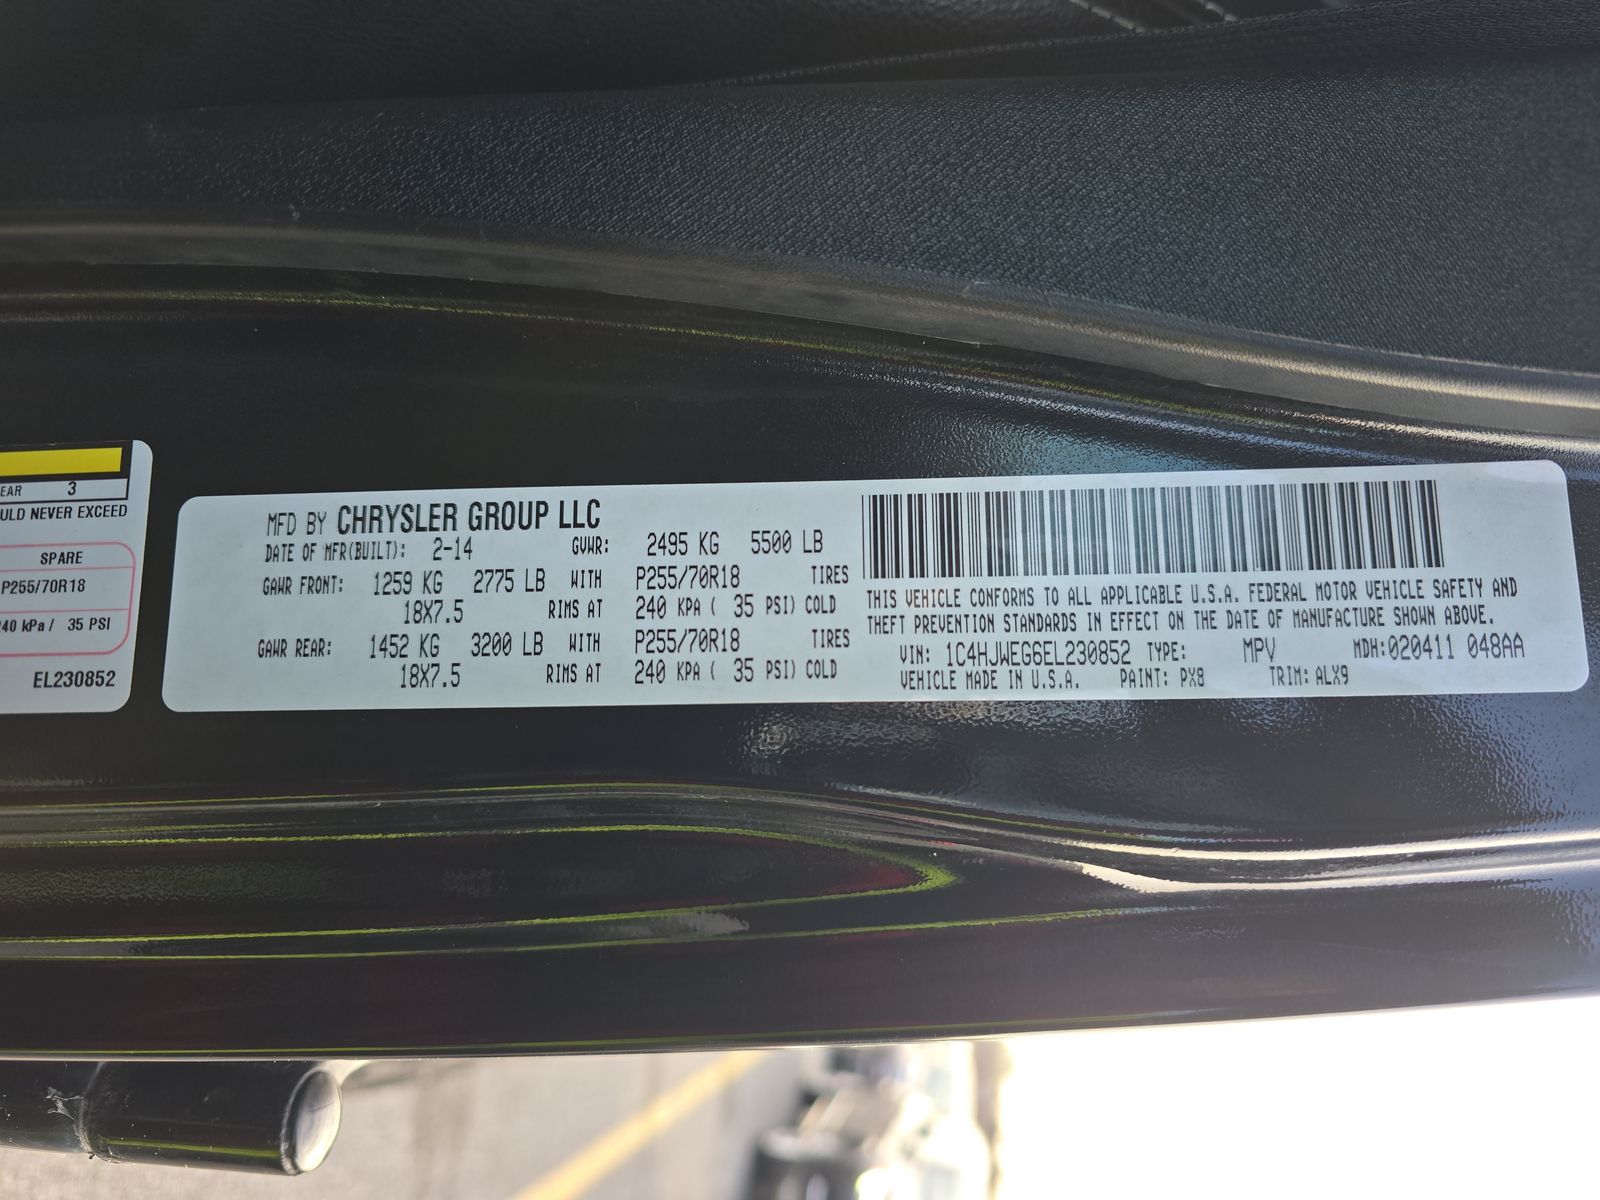 EAR 3
ULD NEVER EXCEED
SPARE
P255/70R18
240 kPa / 35 PSI
EL230852
MFD BY CHRYSLER GROUP LLC
DATE OF MFR(BUILT): 2-14 GVWR: 2495 KG 5500 LB
GAWR FRONT: 1259 KG 2775 LB WITH P255/70R18 TIRES
18X7.5 RIMS AT 240 KPA ( 35 PSI) COLD
GAWR REAR: 1452 KG 3200 LB WITH P255/70R18 TIRES
18X7.5 RIMS AT 240 KPA ( 35 PSI) COLD
THIS VEHICLE CONFORMS TO ALL APPLICABLE U.S.A. FEDERAL MOTOR VEHICLE SAFETY AND
THEFT PREVENTION STANDARDS IN EFFECT ON THE DATE OF MANUFACTURE SHOWN ABOVE.
VIN: 1C4HJWEG6EL230852 TYPE: MPV MDH:020411 048AA
VEHICLE MADE IN U.S.A. PAINT: PX8 TRIM: ALX9